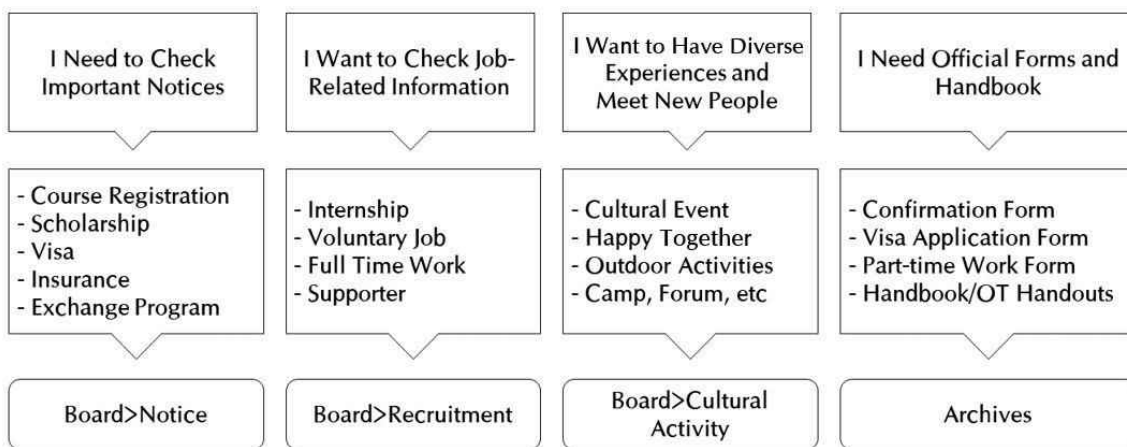 I Need to Check
Important Notices
I Want to Check Job-
Related Information
I Want to Have Diverse
Experiences and
Meet New People
I Need Official Forms and
Handbook
- Course Registration
- Scholarship
- Visa
- Insurance
- Exchange Program
- Internship
- Voluntary Job
- Full Time Work
- Supporter
- Cultural Event
- Happy Together
- Outdoor Activities
- Camp, Forum, etc
- Confirmation Form
- Visa Application Form
- Part-time Work Form
- Handbook/OT Handouts
Board>Notice
Board>Recruitment
Board>Cultural
Activity
Archives